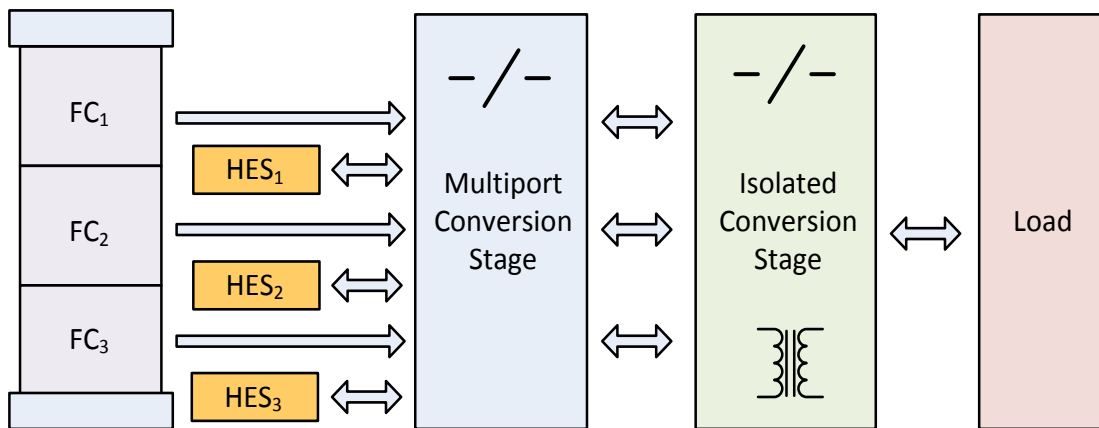 FC₁
HES₁
FC₂
HES₂
FC₃
HES₃
Multiport
Conversion
Stage
Isolated
Conversion
Stage
Load